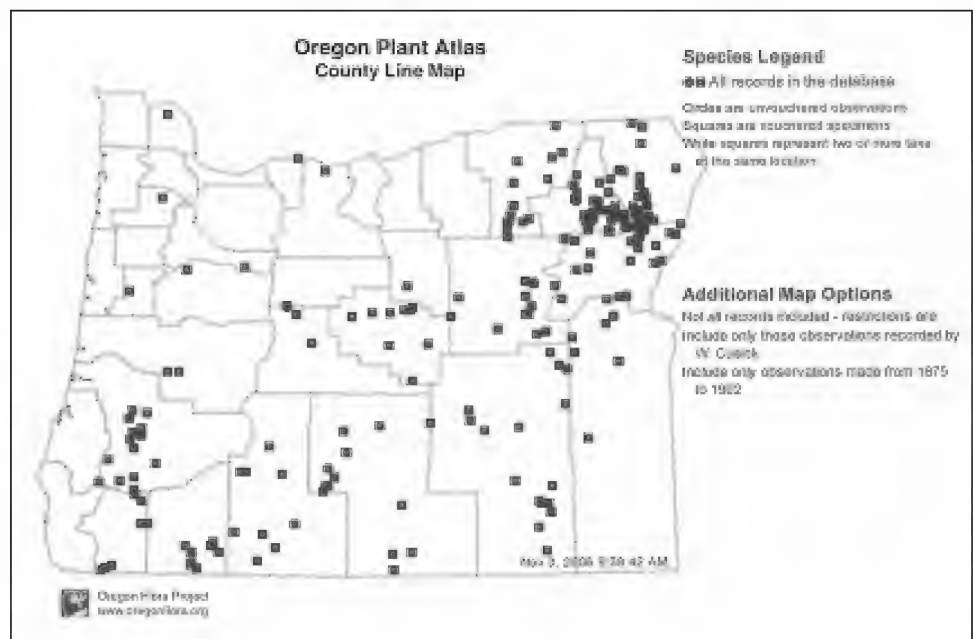 Oregon Plant Atlas
County Line Map
Species Legend
All records in the database
Circles are unvouchered observations
Squares are vouchered specimens
White squares represent two or more taxa
at the same location
Additional Map Options
Not all records included - restrictions are
Include only those observations recorded by
W. Cusick
Include only observations made from 1875
to 1922
Nov 3, 2006 9:39:42 AM
Oregon Flora Project
www.oregonflora.org